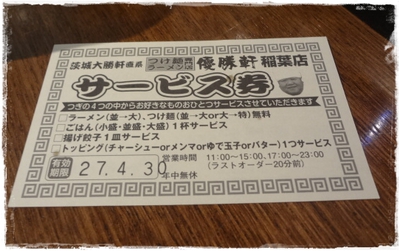 茨城大勝軒直系 つけ麺専門ラーメン店 優勝軒 稲葉店
サービス券
つぎの4つの中からお好きなものおひとつサービスさせていただきます
□ラーメン(並→大)、つけ麺(並→大or大→特)無料
□ごはん(小盛・並盛・大盛)1杯サービス
□揚げ餃子1皿サービス
□トッピング(チャーシューorメンマorゆで玉子orバター)1つサービス
有効期限 27.4.30
営業時間 11:00〜15:00、17:00〜23:00
年中無休 (ラストオーダー20分前)